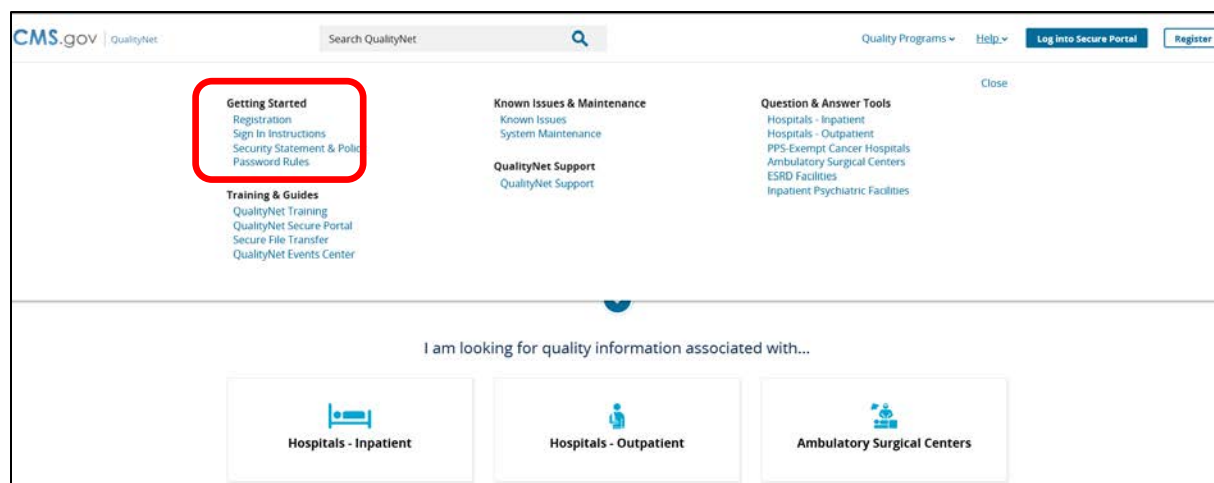 CMS.gov | QualityNet
Search QualityNet
Quality Programs
Help
Log into Secure Portal
Register
Close
Getting Started
Registration
Sign In Instructions
Security Statement & Polic
Password Rules
Training & Guides
QualityNet Training
QualityNet Secure Portal
Secure File Transfer
QualityNet Events Center
Known Issues & Maintenance
Known Issues
System Maintenance
QualityNet Support
QualityNet Support
Question & Answer Tools
Hospitals - Inpatient
Hospitals - Outpatient
PPS-Exempt Cancer Hospitals
Ambulatory Surgical Centers
ESRD Facilities
Inpatient Psychiatric Facilities
I am looking for quality information associated with...
Hospitals - Inpatient
Hospitals - Outpatient
Ambulatory Surgical Centers